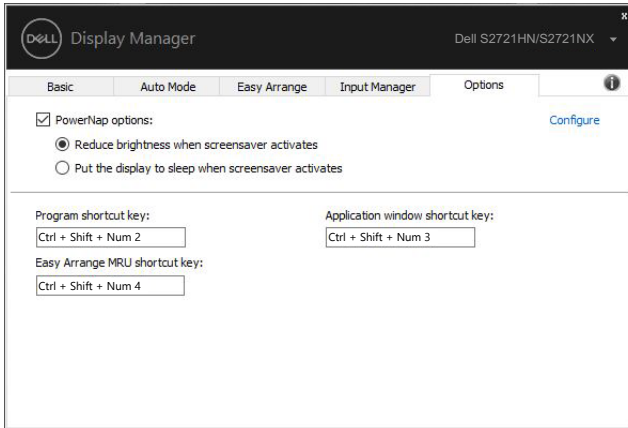 x
DELL Display Manager
Dell S2721HN/S2721NX
Basic Auto Mode Easy Arrange Input Manager Options i
PowerNap options: Configure
Reduce brightness when screensaver activates
Put the display to sleep when screensaver activates
Program shortcut key: Application window shortcut key:
Ctrl + Shift + Num 2 Ctrl + Shift + Num 3
Easy Arrange MRU shortcut key:
Ctrl + Shift + Num 4